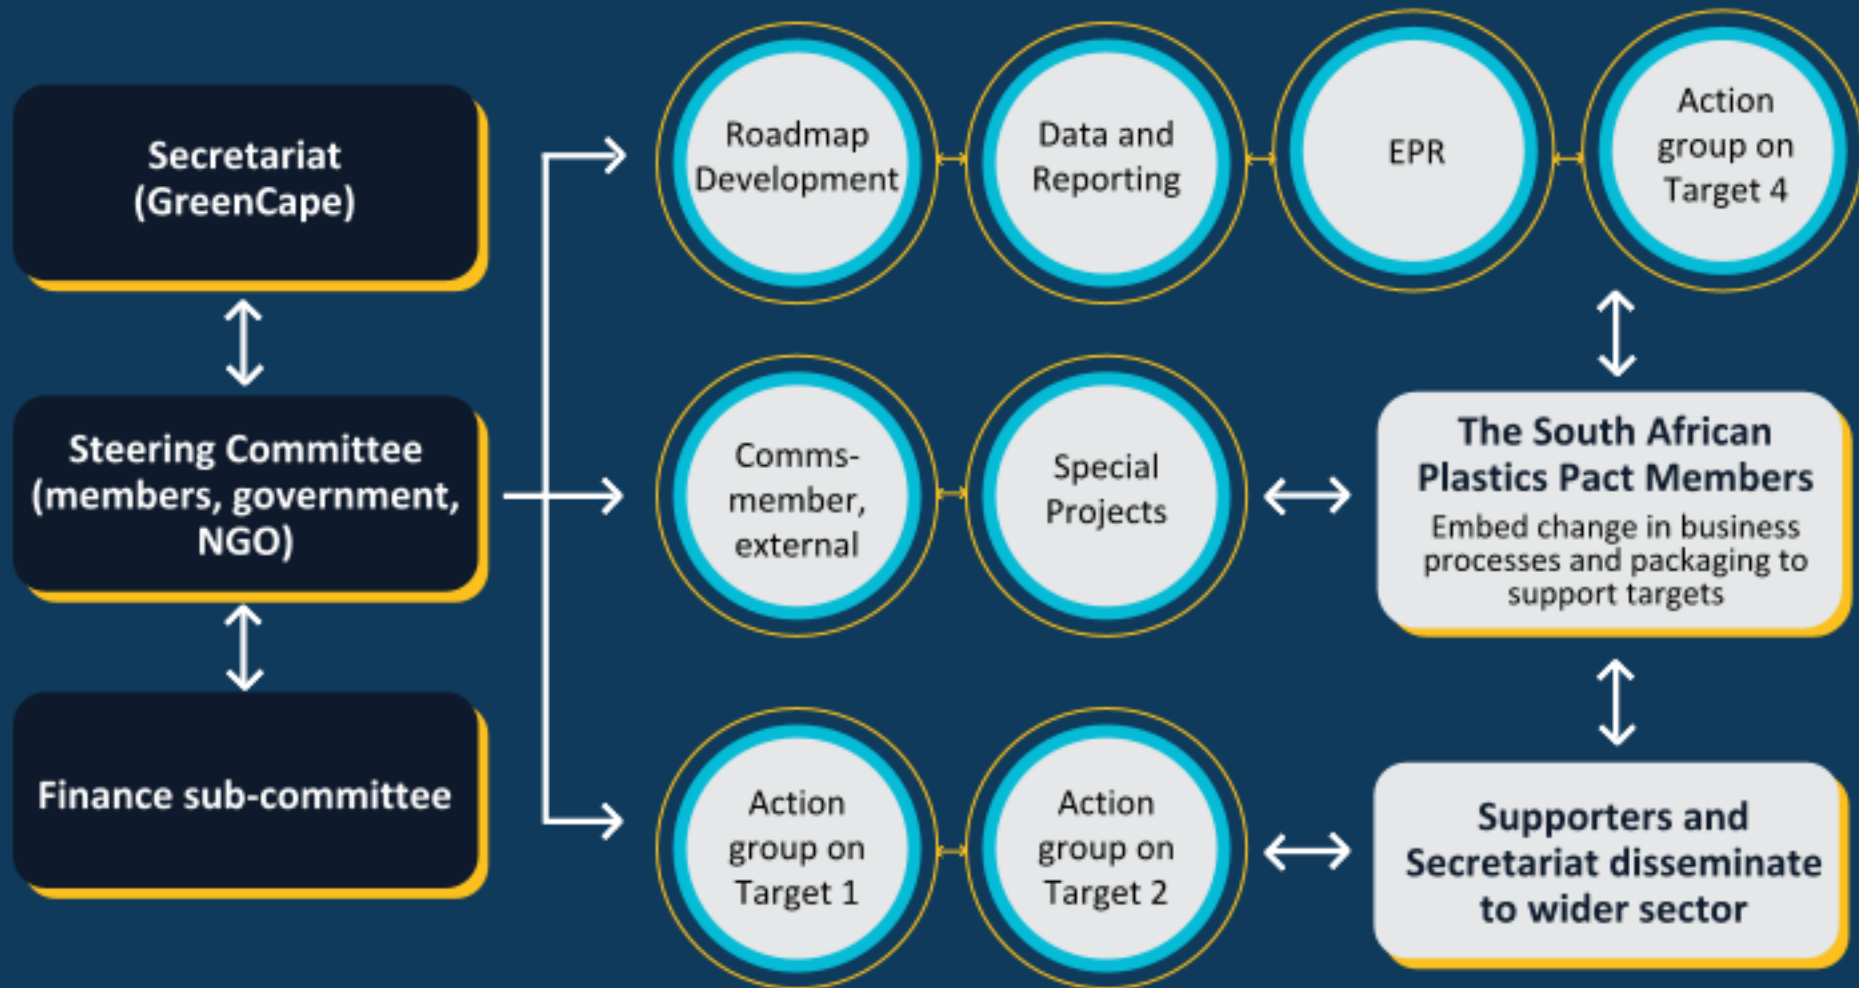 Secretariat
(GreenCape)
Steering Committee
(members, government,
NGO)
Finance sub-committee
Roadmap
Development
Data and
Reporting
EPR
Action
group on
Target 4
Comms-
member,
external
Special
Projects
The South African
Plastics Pact Members
Embed change in business
processes and packaging to
support targets
Action
group on
Target 1
Action
group on
Target 2
Supporters and
Secretariat disseminate
to wider sector